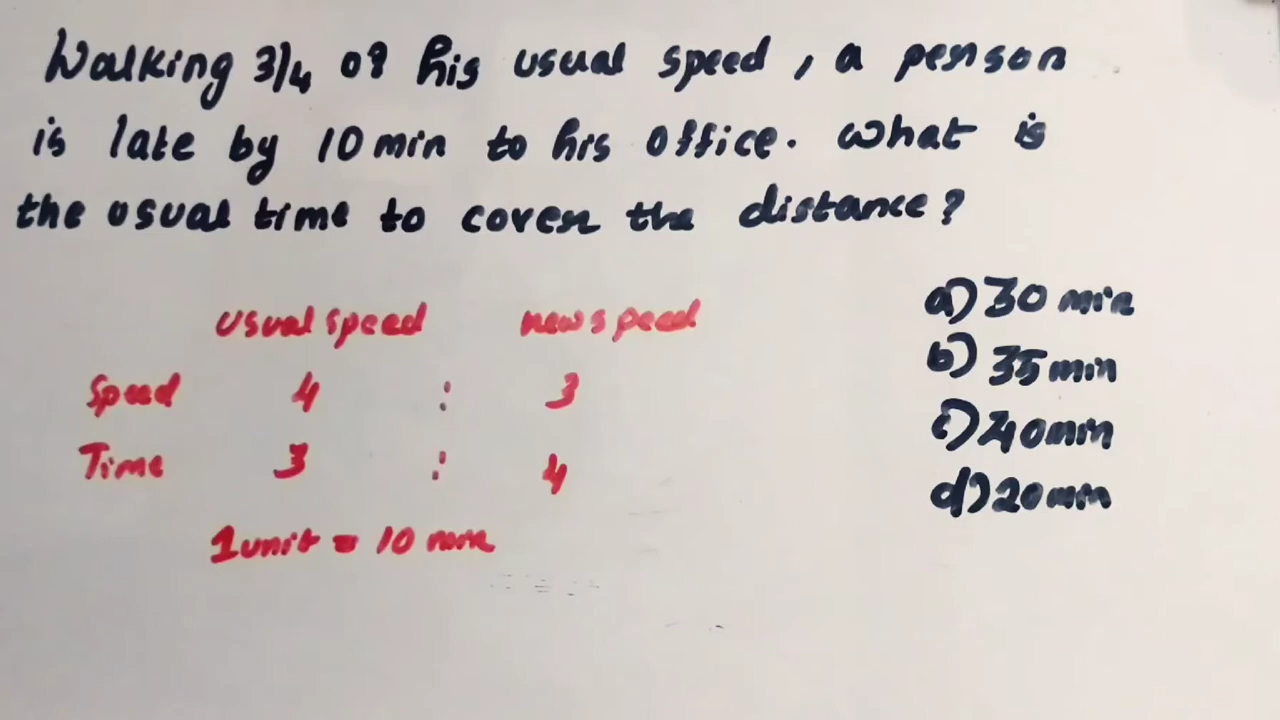 Walking 3/4 of his usual speed, a person
is late by 10 min to his office. What is
the usual time to cover the distance?
usual speed new speed
Speed 4 : 3
Time 3 : 4
1 unit = 10 min
a) 30 min
b) 35 min
c) 40 min
d) 20 min